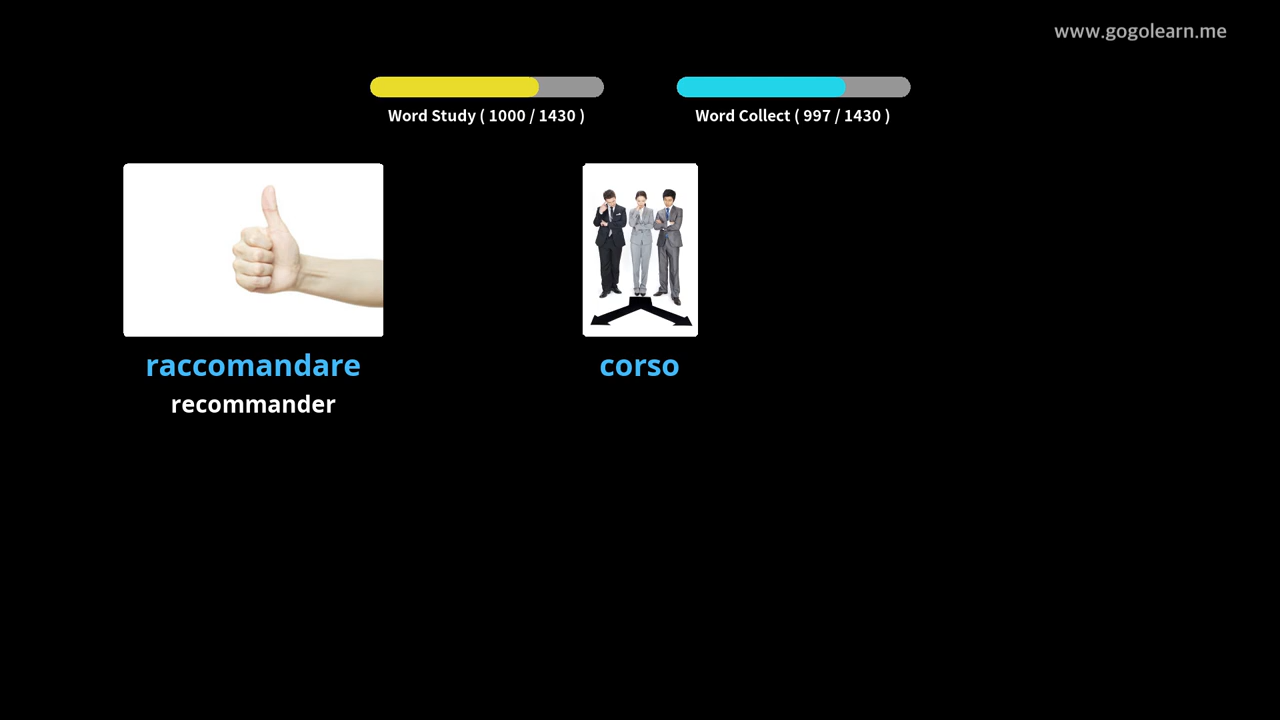 www.gogolearn.me
Word Study ( 1000 / 1430 )
Word Collect ( 997 / 1430 )
raccomandare
corso
recommander